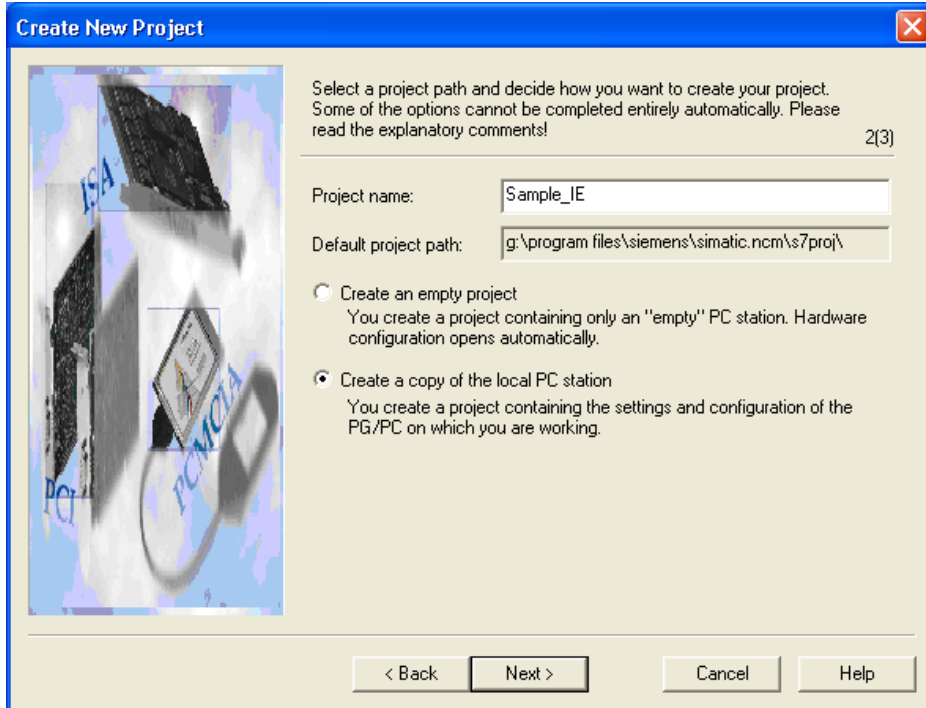 Create New Project
Select a project path and decide how you want to create your project.
Some of the options cannot be completed entirely automatically. Please
read the explanatory comments!
2(3)
Project name:
Sample_IE
Default project path:
g:\program files\siemens\simatic.ncm\s7proj\
Create an empty project
You create a project containing only an "empty" PC station. Hardware
configuration opens automatically.
Create a copy of the local PC station
You create a project containing the settings and configuration of the
PG/PC on which you are working.
ISA
PCMCIA
PCI
< Back
Next >
Cancel
Help